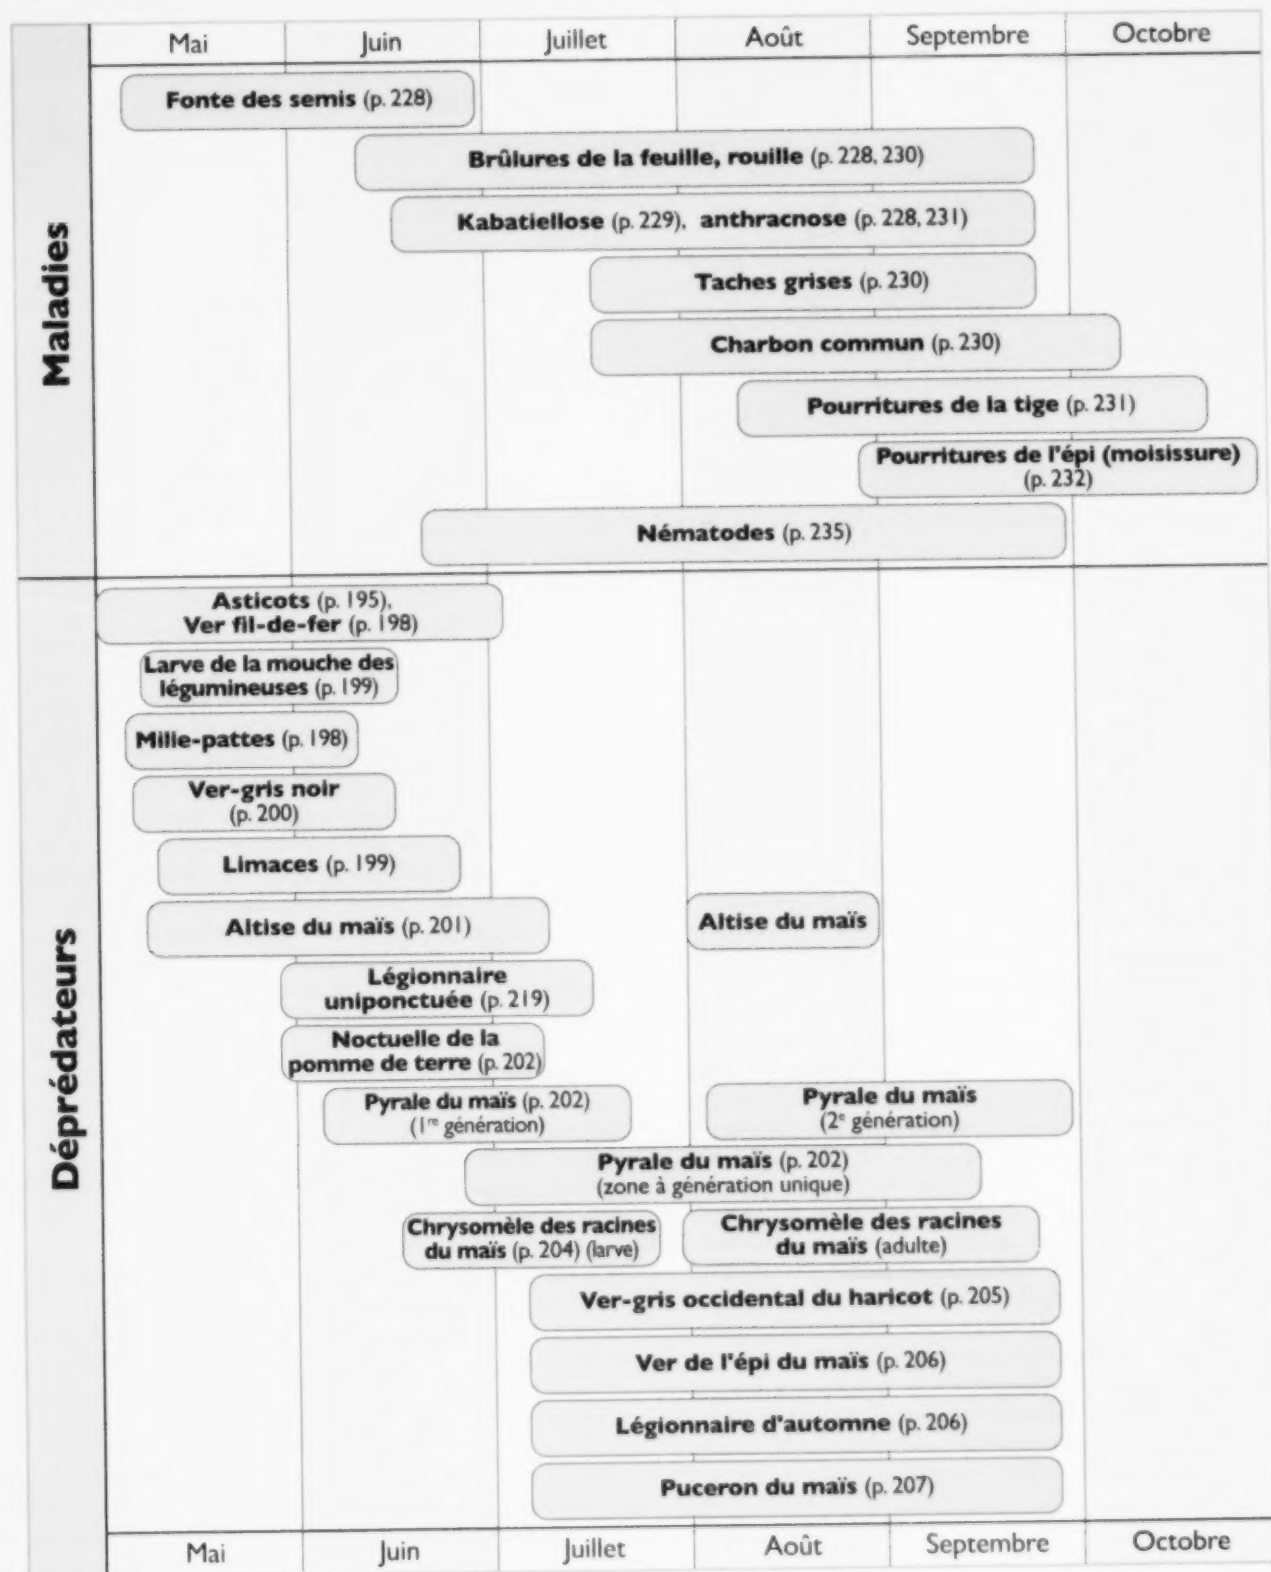 Mai Juin Juillet Août Septembre Octobre
Maladies
Fonte des semis (p. 228)
Brûlures de la feuille, rouille (p. 228, 230)
Kabatiellose (p. 229), anthracnose (p. 228, 231)
Taches grises (p. 230)
Charbon commun (p. 230)
Pourritures de la tige (p. 231)
Pourritures de l'épi (moisissure)
(p. 232)
Nématodes (p. 235)
Déprédateurs
Asticots (p. 195),
Ver fil-de-fer (p. 198)
Larve de la mouche des
légumineuses (p. 199)
Mille-pattes (p. 198)
Ver-gris noir
(p. 200)
Limaces (p. 199)
Altise du maïs (p. 201)
Altise du maïs
Légionnaire
uniponctuée (p. 219)
Noctuelle de la
pomme de terre (p. 202)
Pyrale du maïs (p. 202)
(1re génération)
Pyrale du maïs
(2e génération)
Pyrale du maïs (p. 202)
(zone à génération unique)
Chrysomèle des racines
du maïs (p. 204) (larve)
Chrysomèle des racines
du maïs (adulte)
Ver-gris occidental du haricot (p. 205)
Ver de l'épi du maïs (p. 206)
Légionnaire d'automne (p. 206)
Puceron du maïs (p. 207)
Mai Juin Juillet Août Septembre Octobre